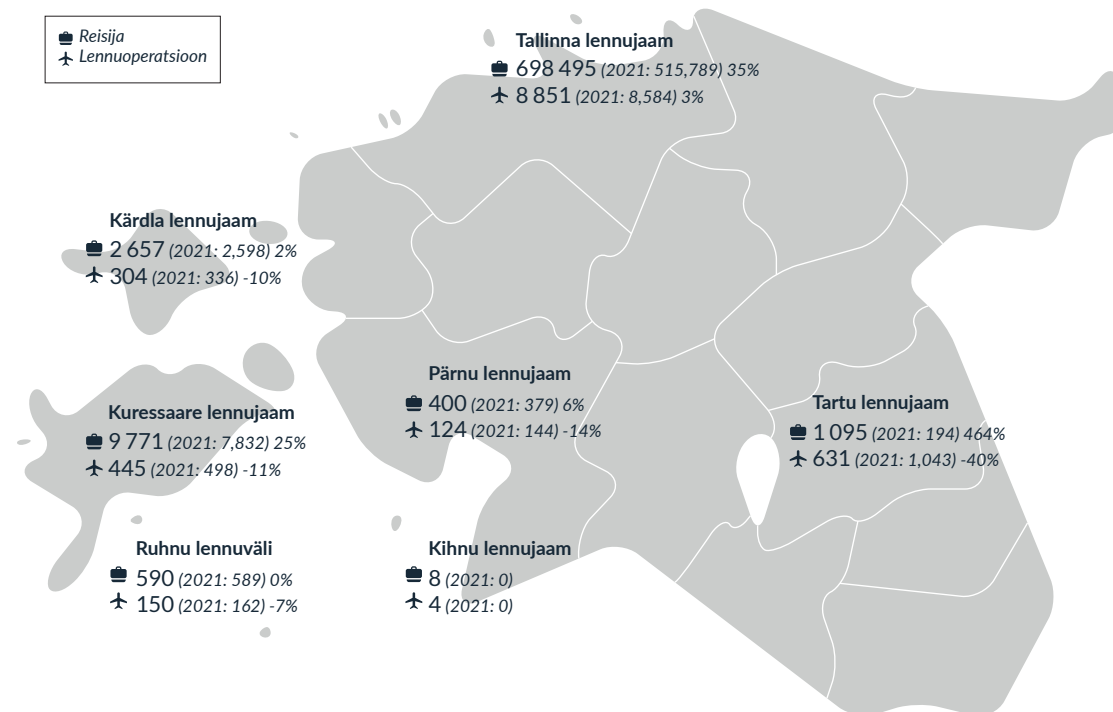 Reisija
Lennuoperatsioon
Tallinna lennujaam
698 495 (2021: 515,789) 35%
8 851 (2021: 8,584) 3%
Kärdla lennujaam
2 657 (2021: 2,598) 2%
304 (2021: 336) -10%
Pärnu lennujaam
400 (2021: 379) 6%
124 (2021: 144) -14%
Tartu lennujaam
1 095 (2021: 194) 464%
631 (2021: 1,043) -40%
Kuressaare lennujaam
9 771 (2021: 7,832) 25%
445 (2021: 498) -11%
Ruhnu lennuväli
590 (2021: 589) 0%
150 (2021: 162) -7%
Kihnu lennujaam
8 (2021: 0)
4 (2021: 0)